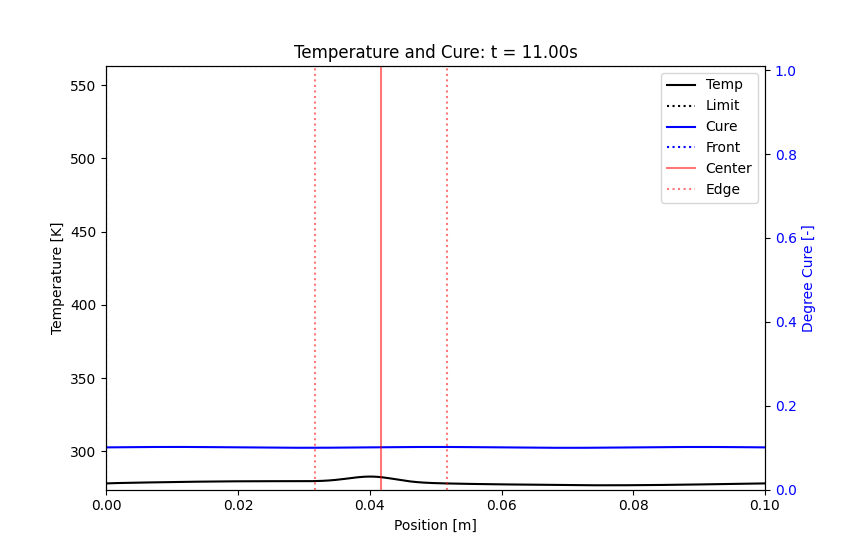 Temperature and Cure: t = 11.00s
550
500
450
400
350
300
Temperature [K]
1.0
0.8
0.6
0.4
0.2
0.0
Degree Cure [-]
Temp
Limit
Cure
Front
Center
Edge
0.00
0.02
0.04
0.06
0.08
0.10
Position [m]